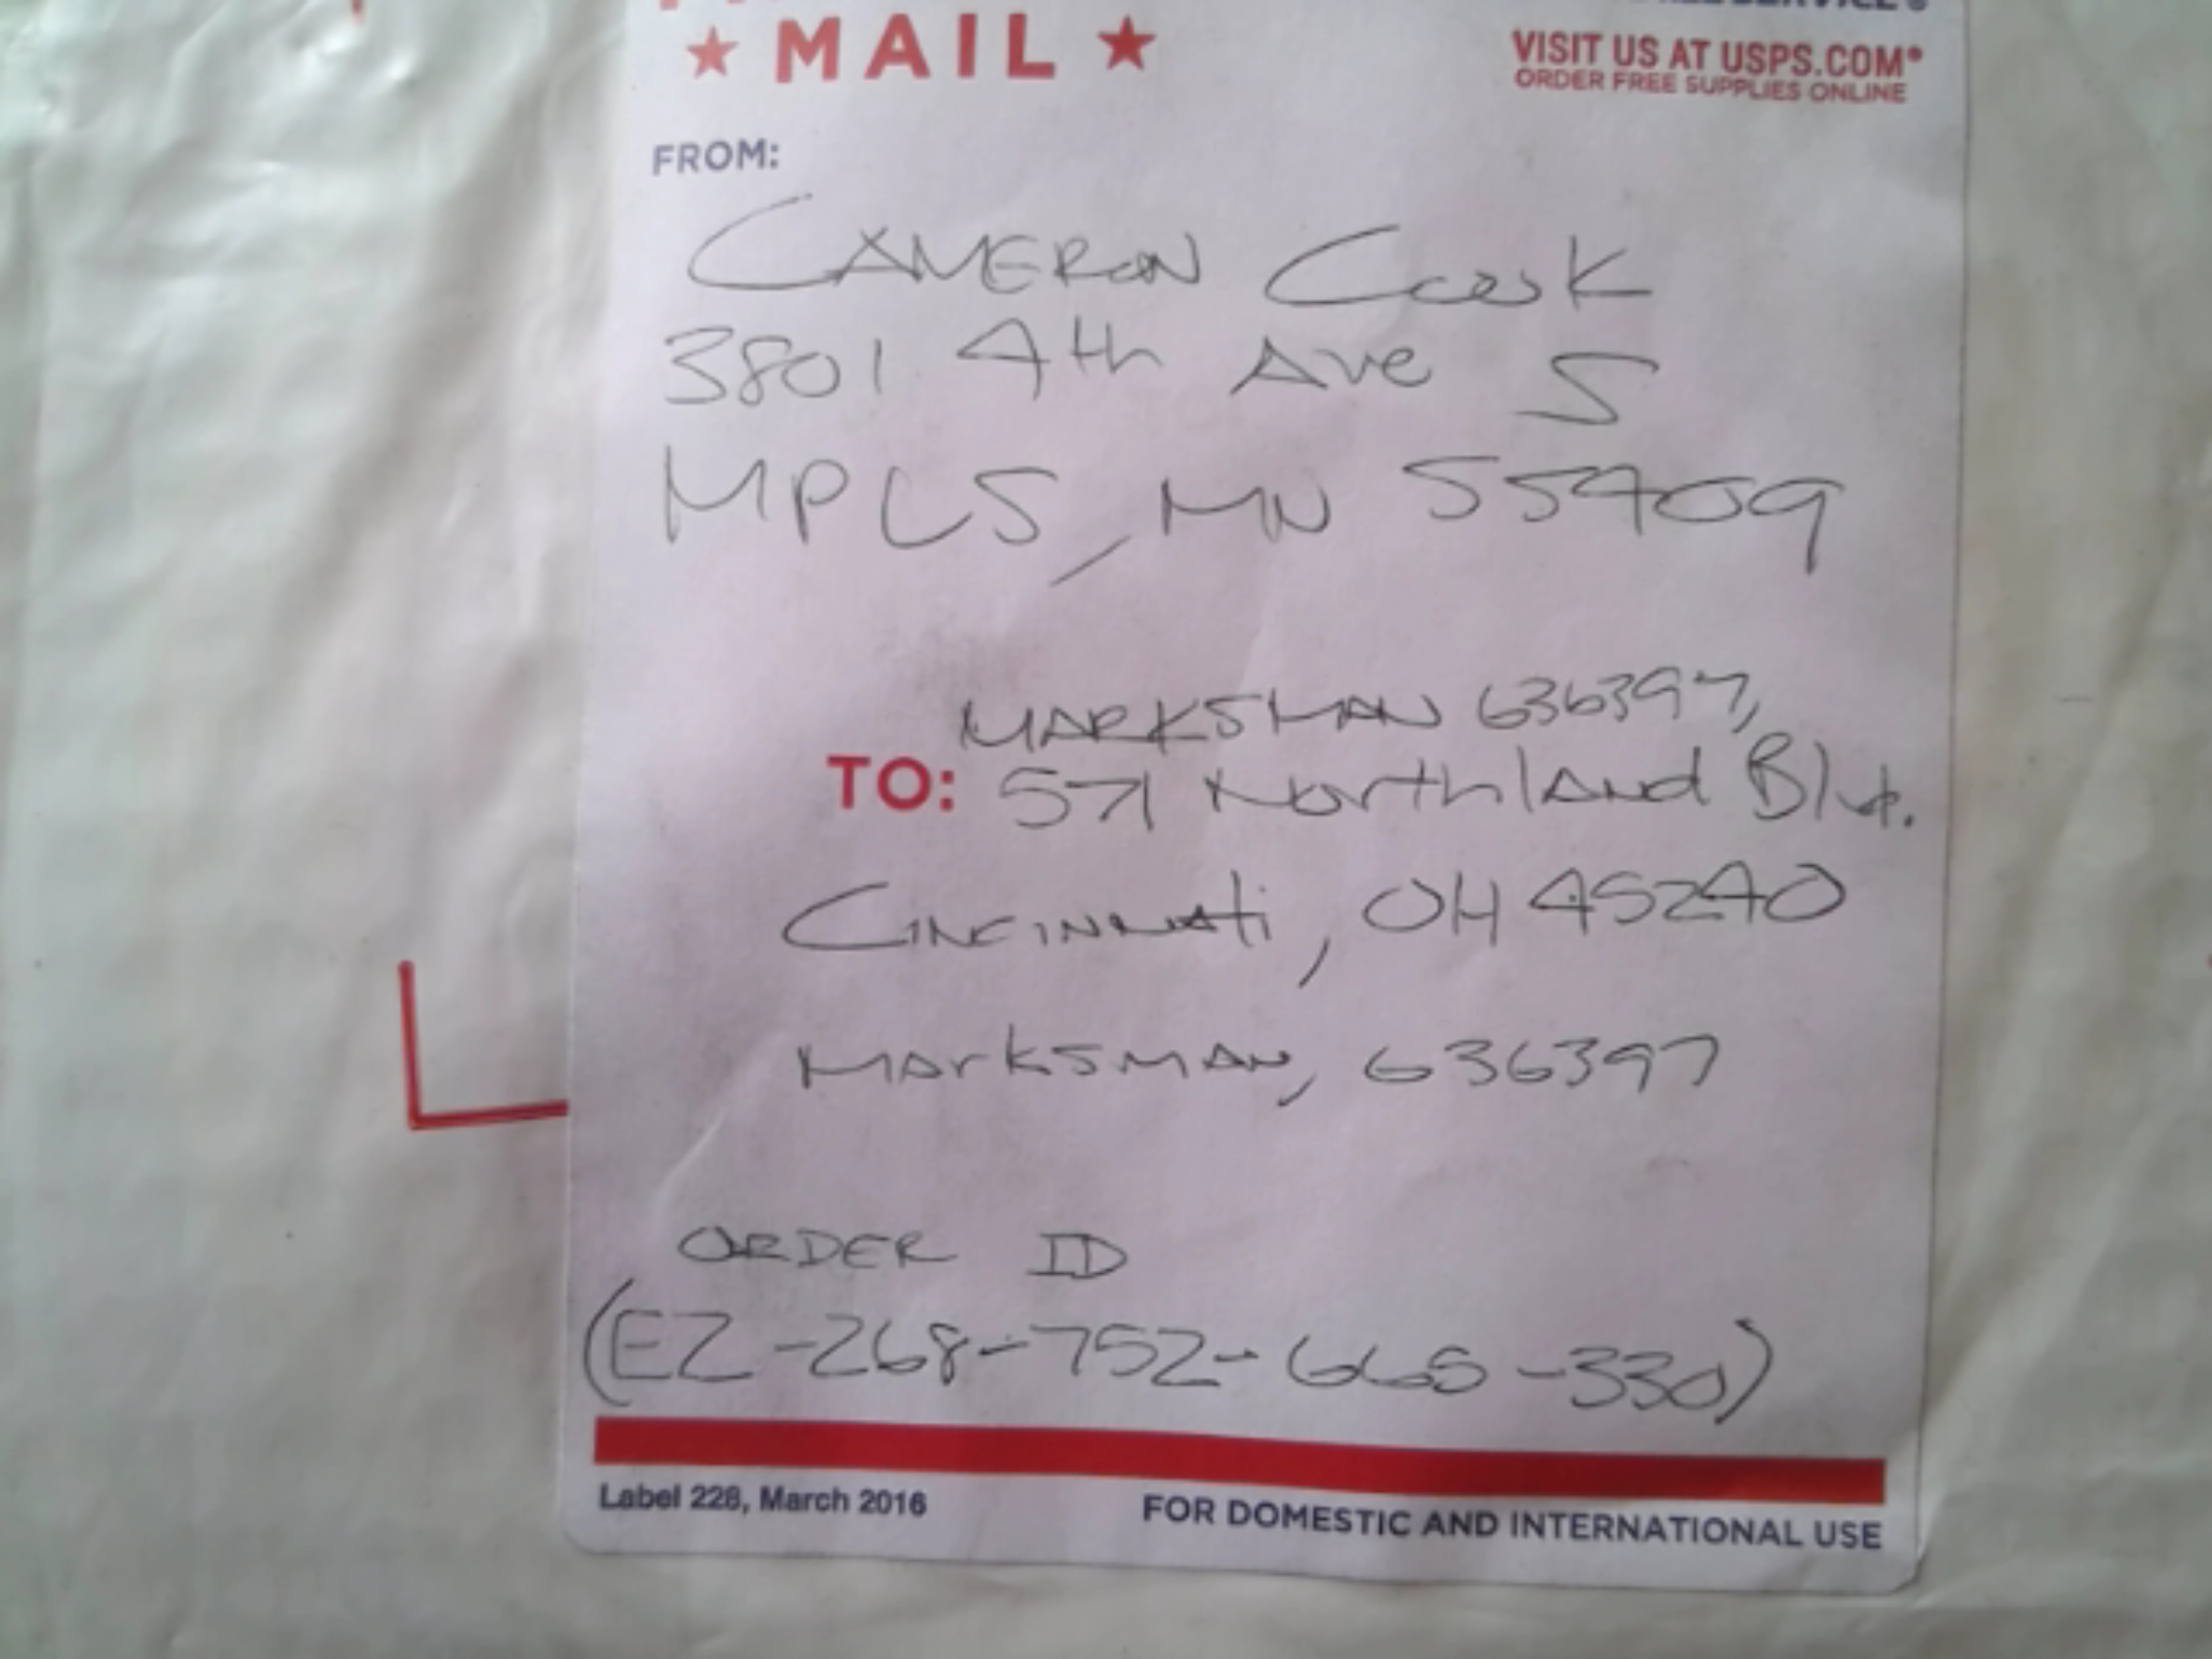 ★ MAIL ★
VISIT US AT USPS.COM®
ORDER FREE SUPPLIES ONLINE
FROM:
CAMERON Cook
3801 4th Ave S
MPLS, MN 55409
MARKSMAN 636397,
TO: 571 Northland Blvd.
Cincinnati, OH 45240
MArkSMAN, 636397
ORDER ID
(EZ-268-752-665-330)
Label 228, March 2016
FOR DOMESTIC AND INTERNATIONAL USE